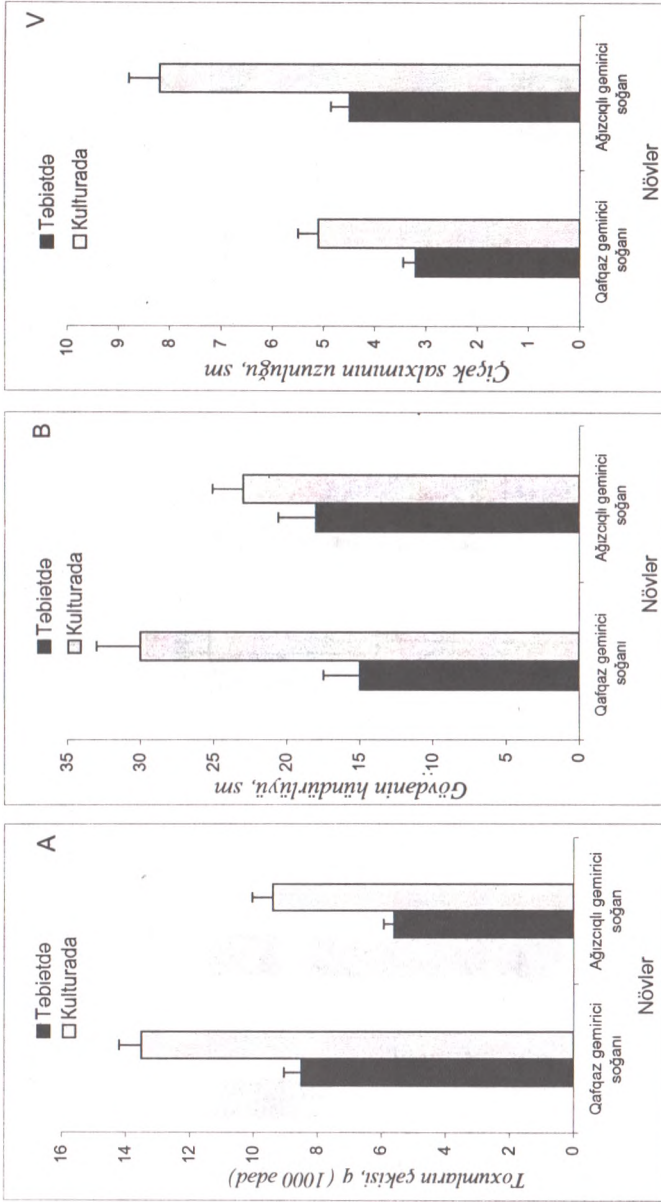 A
■ Təbiətdə
□ Kulturada
Toxumların çəkisi, q (1000 ədəd)
16
14
12
10
8
6
4
2
0
Qafqaz gəmirici
soğanı
Ağızcıqlı gəmirici
soğan
Növlər
B
■ Təbiətdə
□ Kulturada
Gövdənin hündürlüyü, sm
35
30
25
20
15
10
5
0
Qafqaz gəmirici
soğanı
Ağızcıqlı gəmirici
soğan
Növlər
V
■ Təbiətdə
□ Kulturada
Çiçək salxımının uzunluğu, sm
10
9
8
7
6
5
4
3
2
1
0
Qafqaz gəmirici
soğanı
Ağızcıqlı gəmirici
soğan
Növlər